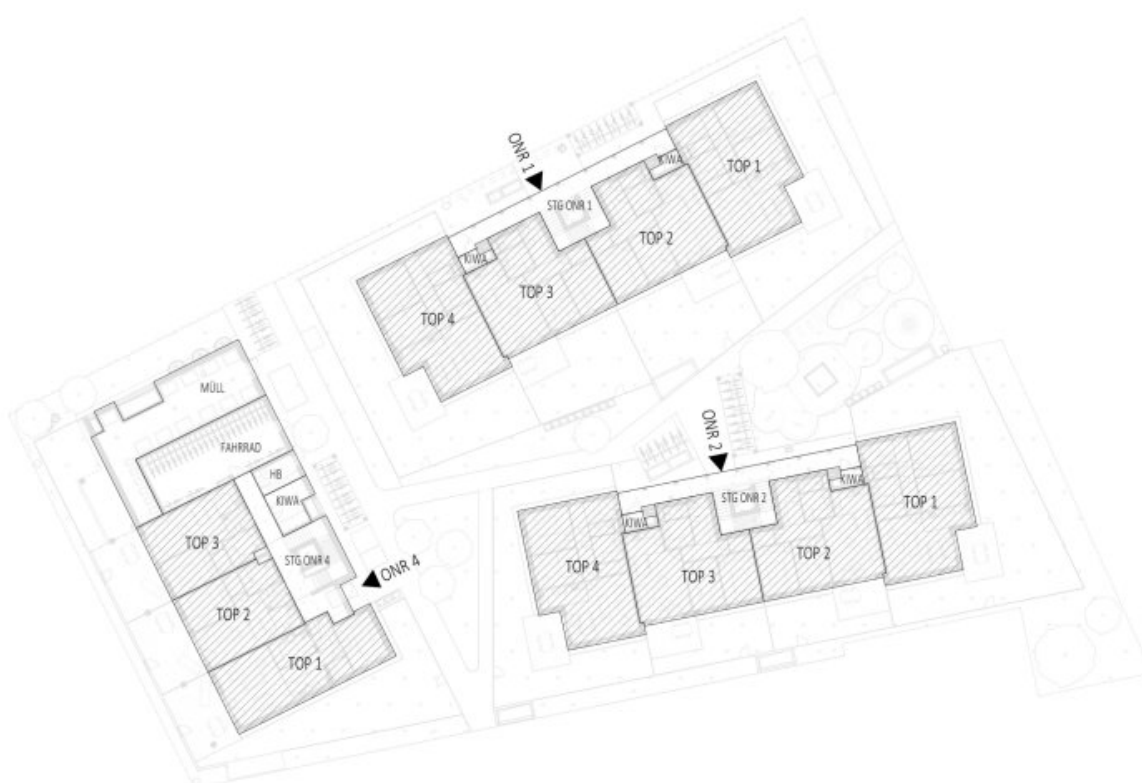 ONR 1
TOP 1
KIWA
STG ONR 1
TOP 2
KIWA
TOP 3
TOP 4
MÜLL
FAHRRAD
HB
KIWA
TOP 3
STG ONR 4
ONR 4
TOP 2
TOP 1
ONR 2
KIWA
STG ONR 2
TOP 1
KIWA
TOP 2
TOP 4
TOP 3